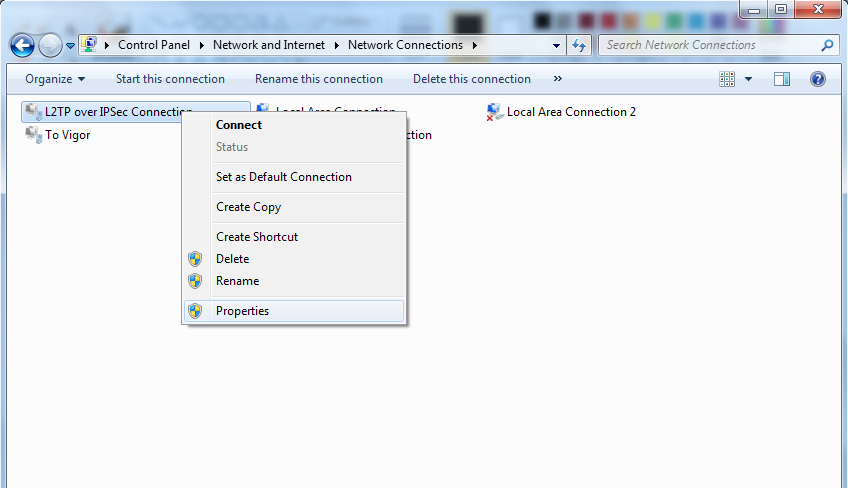 Control Panel Network and Internet Network Connections Search Network Connections
Organize Start this connection Rename this connection Delete this connection »
L2TP over IPSec Connection Local Area Connection Local Area Connection 2
To Vigor
Connect
Status
Set as Default Connection
Create Copy
Create Shortcut
Delete
Rename
Properties